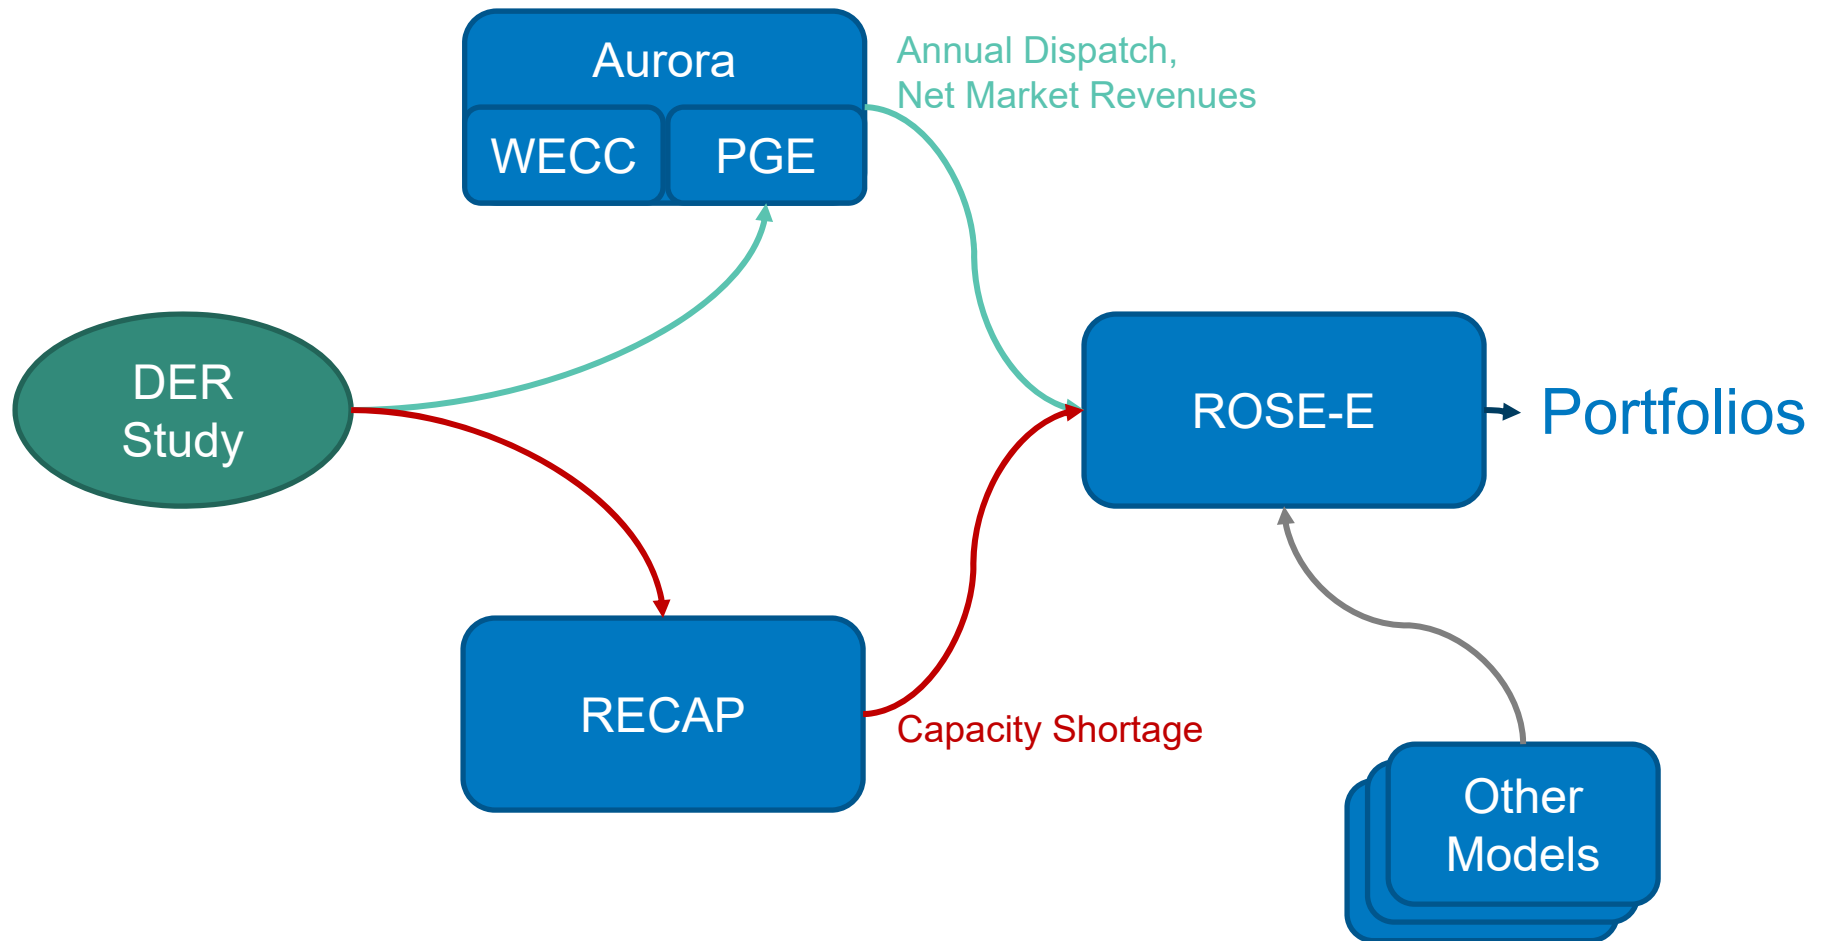 Aurora
WECC
PGE
Annual Dispatch,
Net Market Revenues
DER
Study
ROSE-E
Portfolios
RECAP
Capacity Shortage
Other
Models